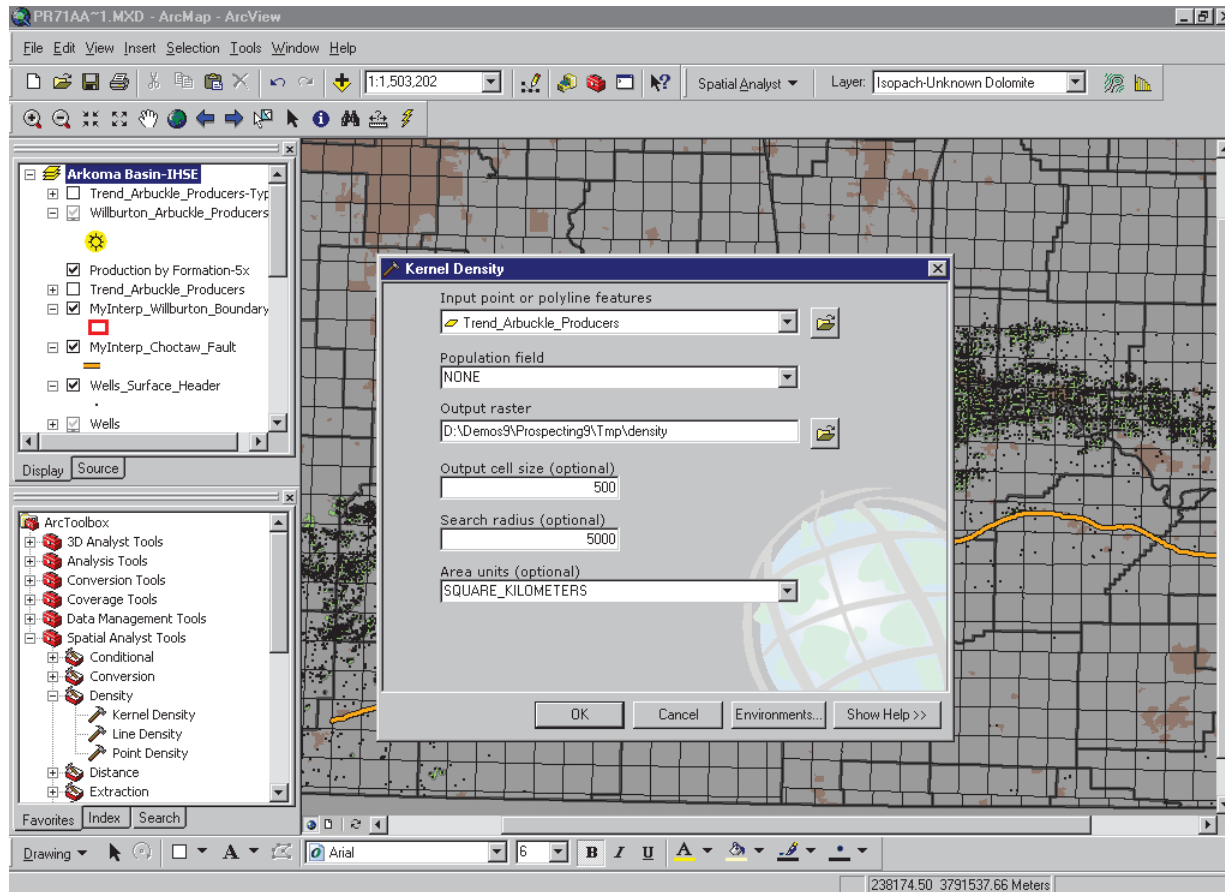 PR71AA~1.MXD - ArcMap - ArcView
File Edit View Insert Selection Tools Window Help
1:1,503,202
Spatial Analyst
Layer: Isopach-Unknown Dolomite
Arkoma Basin-IHSE
Trend_Arbuckle_Producers-Typ
Willburton_Arbuckle_Producers
Production by Formation-5x
Trend_Arbuckle_Producers
MyInterp_Willburton_Boundary
MyInterp_Choctaw_Fault
Wells_Surface_Header
Wells
Display Source
ArcToolbox
3D Analyst Tools
Analysis Tools
Conversion Tools
Coverage Tools
Data Management Tools
Spatial Analyst Tools
Conditional
Conversion
Density
Kernel Density
Line Density
Point Density
Distance
Extraction
Favorites Index Search
Kernel Density
Input point or polyline features
Trend_Arbuckle_Producers
Population field
NONE
Output raster
D:\Demos9\Prospecting9\Tmp\density
Output cell size (optional)
500
Search radius (optional)
5000
Area units (optional)
SQUARE_KILOMETERS
OK Cancel Environments... Show Help >>
Drawing A Arial 6 B I U A
238174.50 3791537.66 Meters